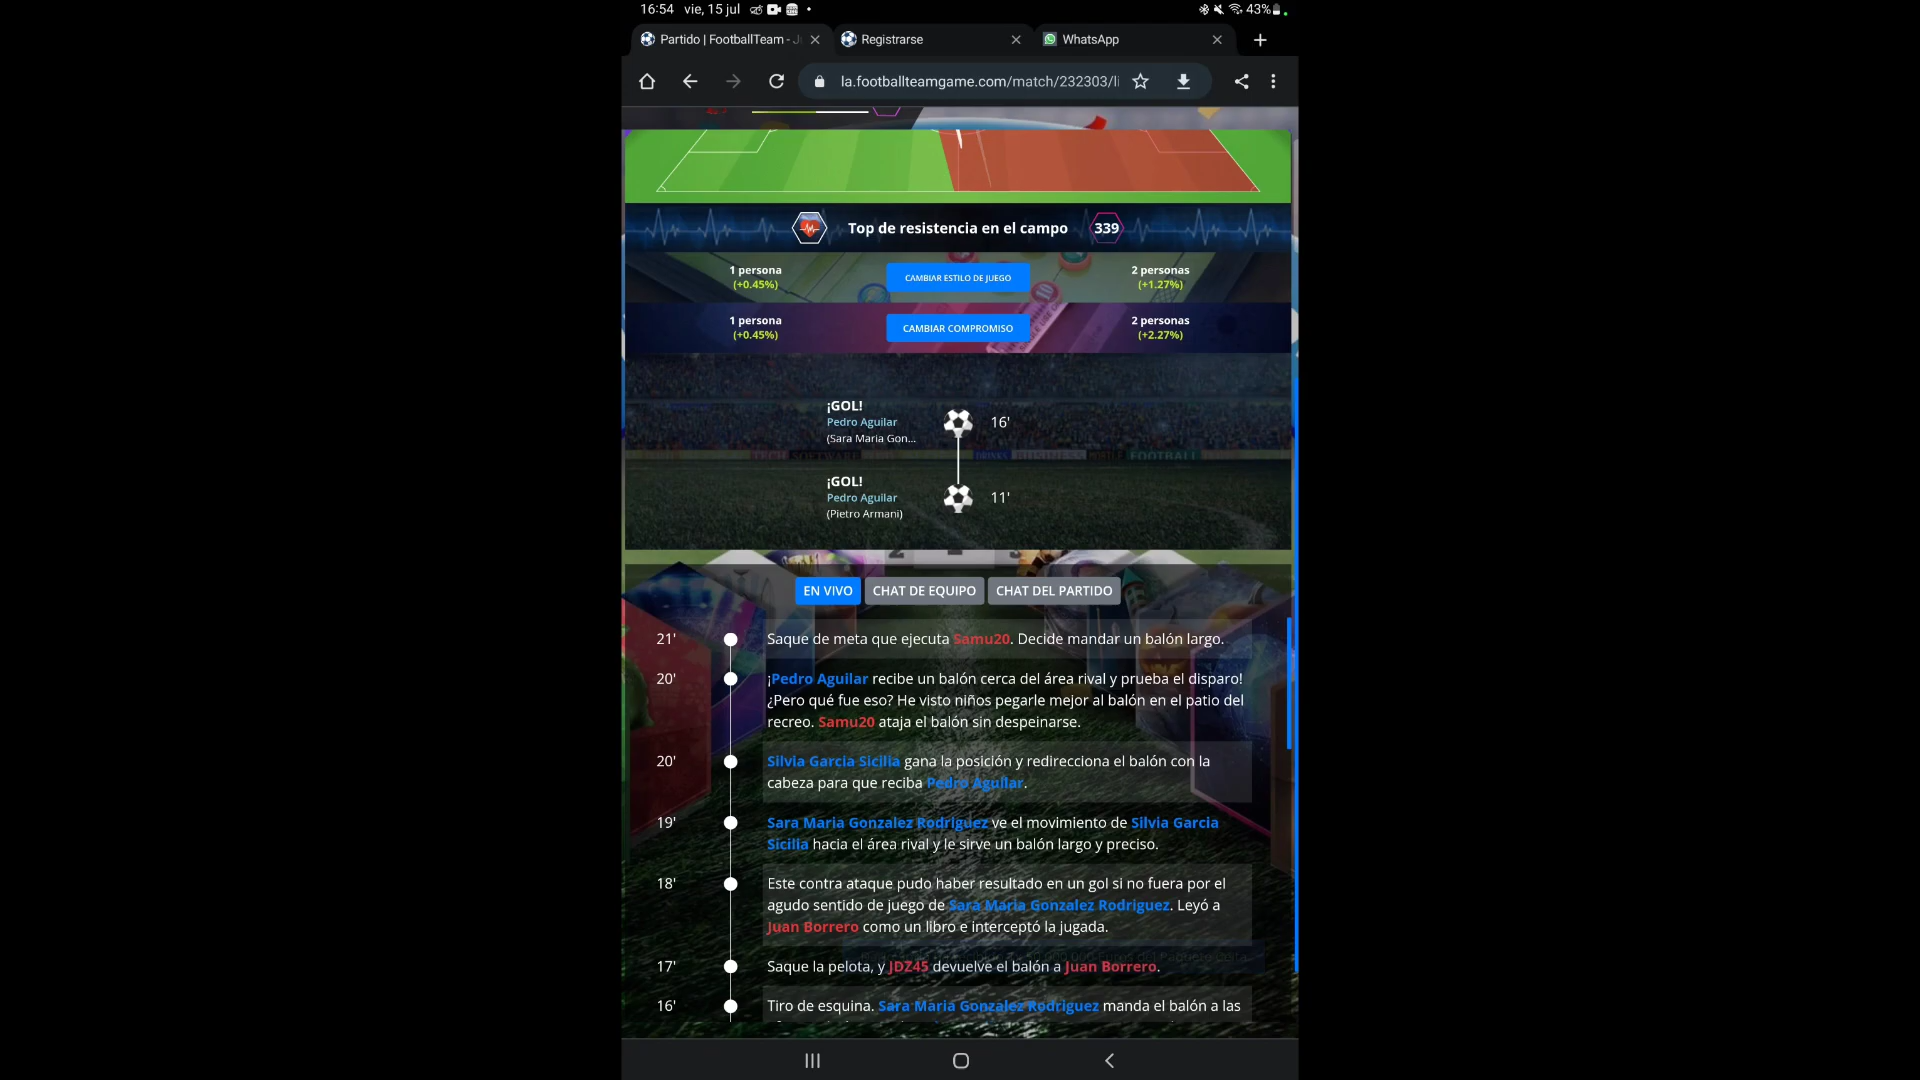 16:54 vie, 15 jul
43%
Partido | FootballTeam - J
Registrarse
WhatsApp
la.footballteamgame.com/match/232303/li
Top de resistencia en el campo 339
1 persona
(+0.45%)
CAMBIAR ESTILO DE JUEGO
2 personas
(+1.27%)
1 persona
(+0.45%)
CAMBIAR COMPROMISO
2 personas
(+2.27%)
¡GOL!
Pedro Aguilar
(Sara Maria Gon...
16'
TECH SOFTWARE DRINKS BUSINESS MOBILE FOOTBALL
¡GOL!
Pedro Aguilar
(Pietro Armani)
11'
EN VIVO CHAT DE EQUIPO CHAT DEL PARTIDO
21' Saque de meta que ejecuta Samu20. Decide mandar un balón largo.
20' ¡Pedro Aguilar recibe un balón cerca del área rival y prueba el disparo!
¿Pero qué fue eso? He visto niños pegarle mejor al balón en el patio del
recreo. Samu20 ataja el balón sin despeinarse.
20' Silvia Garcia Sicilia gana la posición y redirecciona el balón con la
cabeza para que reciba Pedro Aguilar.
19' Sara Maria Gonzalez Rodriguez ve el movimiento de Silvia Garcia
Sicilia hacia el área rival y le sirve un balón largo y preciso.
18' Este contra ataque pudo haber resultado en un gol si no fuera por el
agudo sentido de juego de Sara Maria Gonzalez Rodriguez. Leyó a
Juan Borrero como un libro e interceptó la jugada.
17' Saque la pelota, y JDZ45 devuelve el balón a Juan Borrero.
16' Tiro de esquina. Sara Maria Gonzalez Rodriguez manda el balón a las